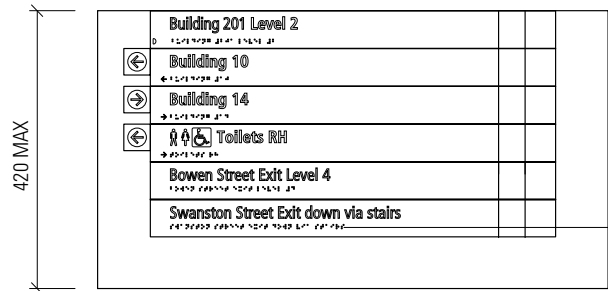 420 MAX
Building 201 Level 2
D
Building 10
Building 14
Toilets RH
Bowen Street Exit Level 4
Swanston Street Exit down via stairs